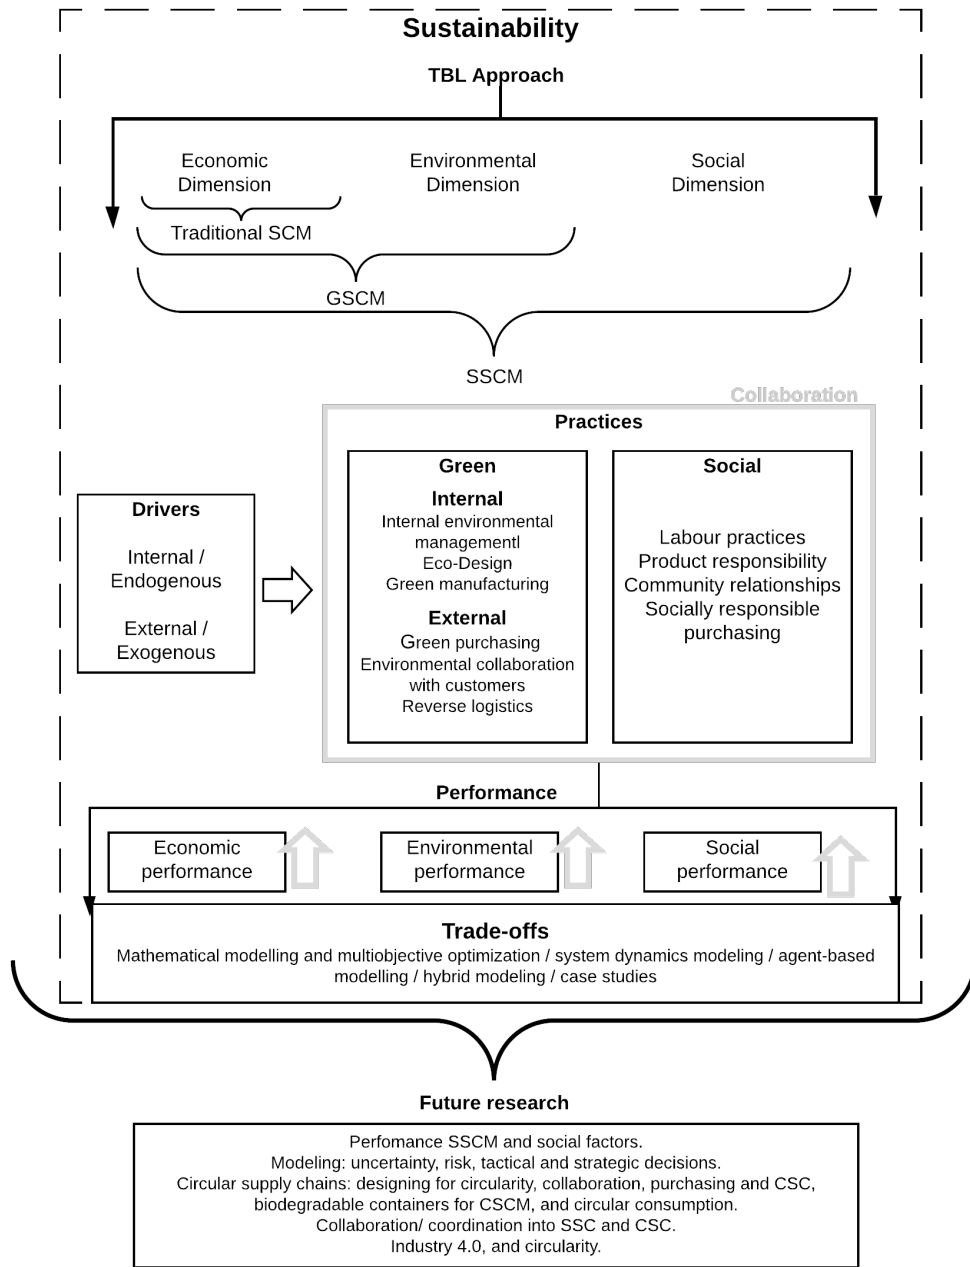 Sustainability
TBL Approach
Economic
Dimension
Environmental
Dimension
Social
Dimension
Traditional SCM
GSCM
SSCM
Collaboration
Practices
Drivers
Internal /
Endogenous
External /
Exogenous
Green
Internal
Internal environmental
managementl
Eco-Design
Green manufacturing
External
Green purchasing
Environmental collaboration
with customers
Reverse logistics
Social
Labour practices
Product responsibility
Community relationships
Socially responsible
purchasing
Performance
Economic
performance
Environmental
performance
Social
performance
Trade-offs
Mathematical modelling and multiobjective optimization / system dynamics modeling / agent-based
modelling / hybrid modeling / case studies
Future research
Perfomance SSCM and social factors.
Modeling: uncertainty, risk, tactical and strategic decisions.
Circular supply chains: designing for circularity, collaboration, purchasing and CSC,
biodegradable containers for CSCM, and circular consumption.
Collaboration/ coordination into SSC and CSC.
Industry 4.0, and circularity.